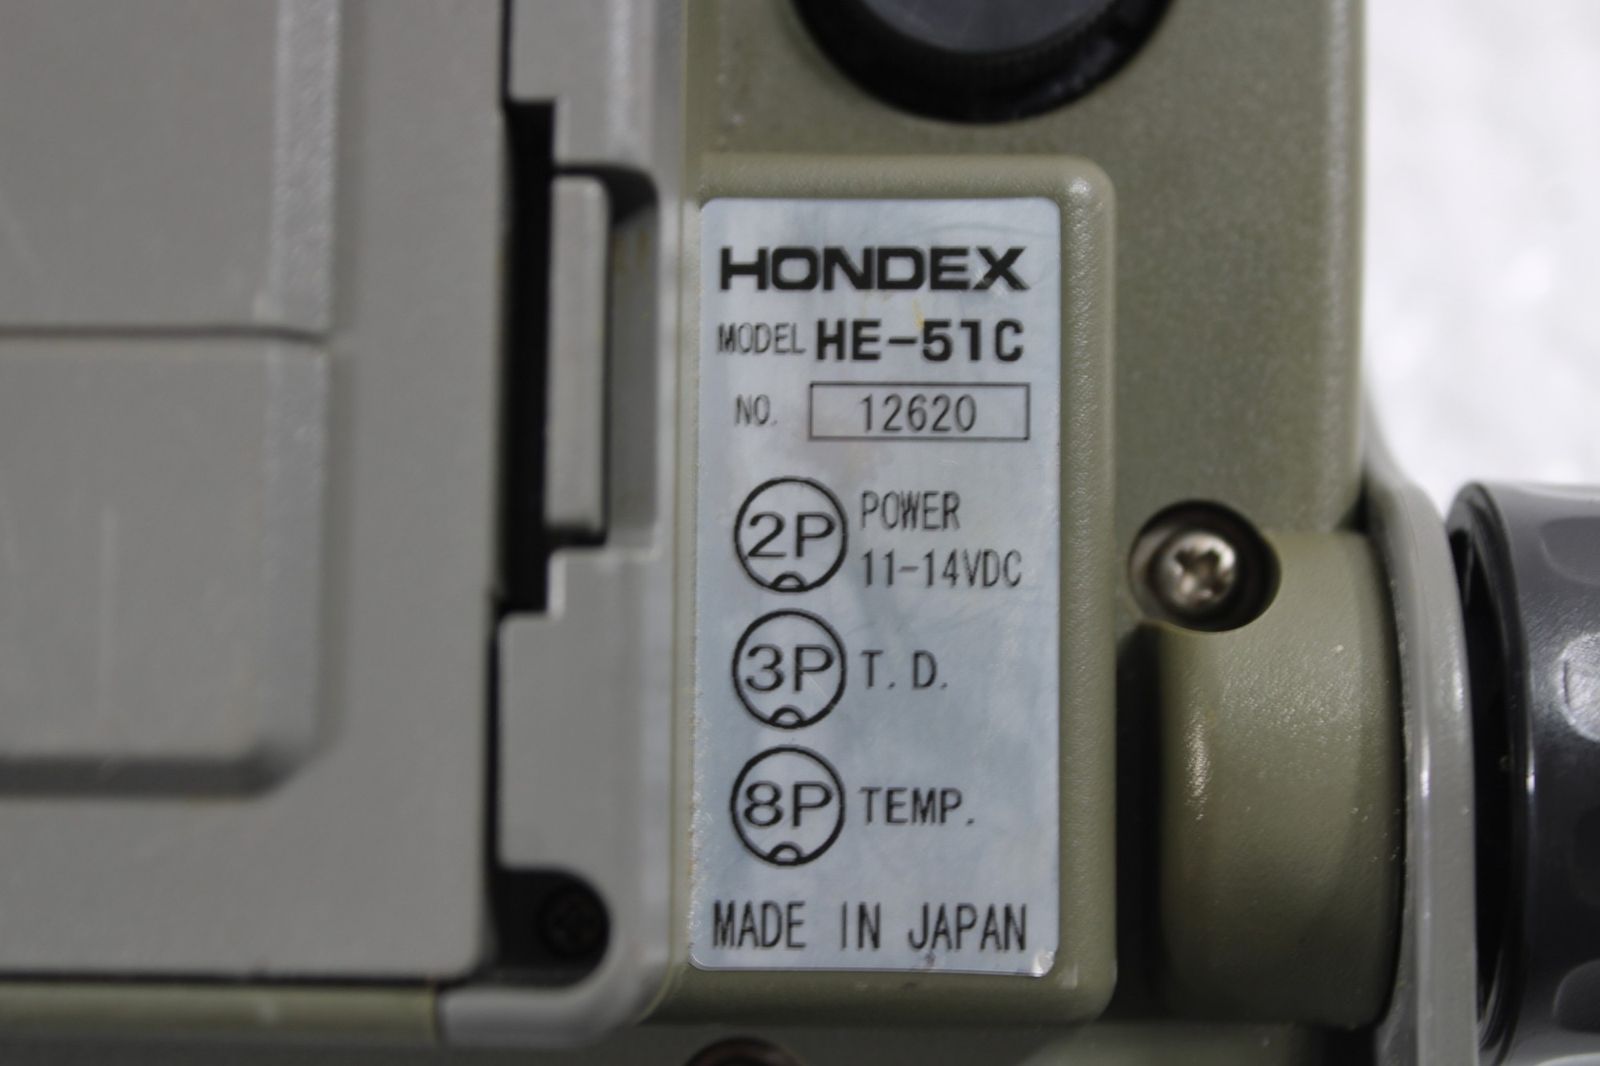 HONDEX
MODEL HE-51C
NO. 12620
2P POWER
11-14VDC
3P T.D.
8P TEMP.
MADE IN JAPAN